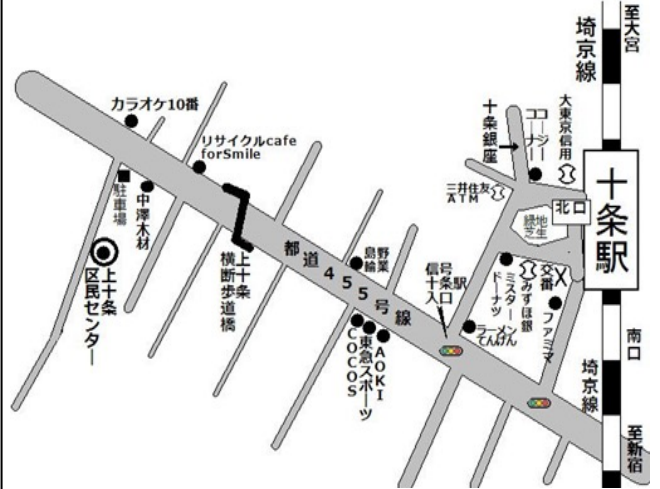 至大宮
埼京線
カラオケ10番
リサイクルcafe
forSmile
十条銀座
コージー
コーナー
大東京信用
三井住友
ATM
北口
緑地
芝生
十条駅
駐車場
中澤木材
上十条
区民センター
上十条
横断歩道橋
都道455号線
野島
COCOS
東急スポーツ
AOKI
十条駅
入口
信号
ミスター
ドーナツ
みずほ銀
交番
X
ファミマ
ラーメン
てんけん
南口
埼京線
至新宿